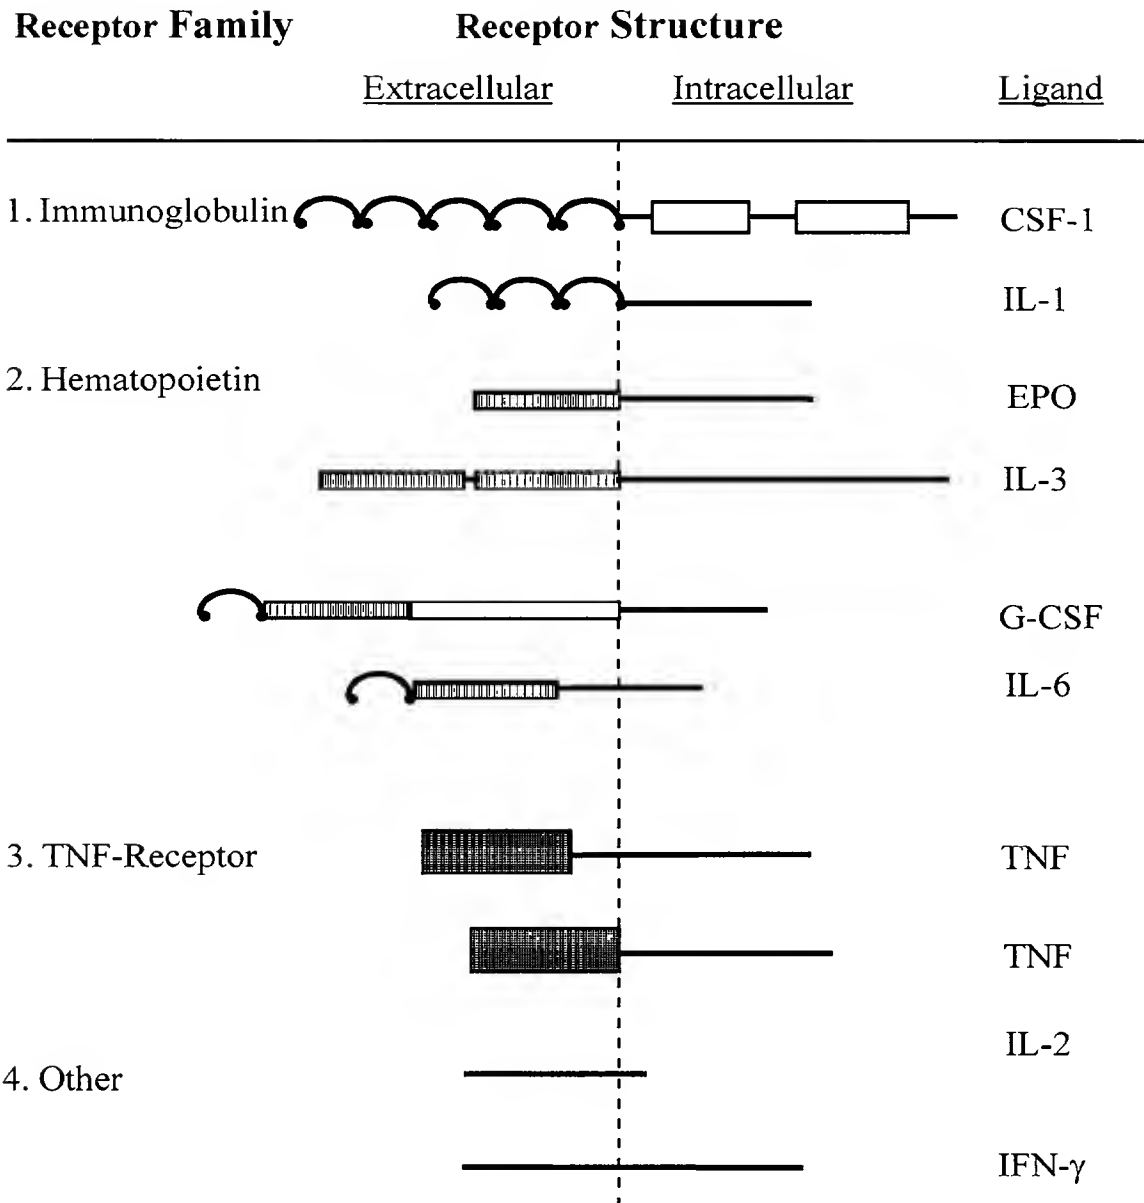 Receptor Family Receptor Structure
Extracellular Intracellular Ligand
1. Immunoglobulin CSF-1
IL-1
2. Hematopoietin EPO
IL-3
G-CSF
IL-6
3. TNF-Receptor TNF
TNF
IL-2
4. Other
IFN-γ